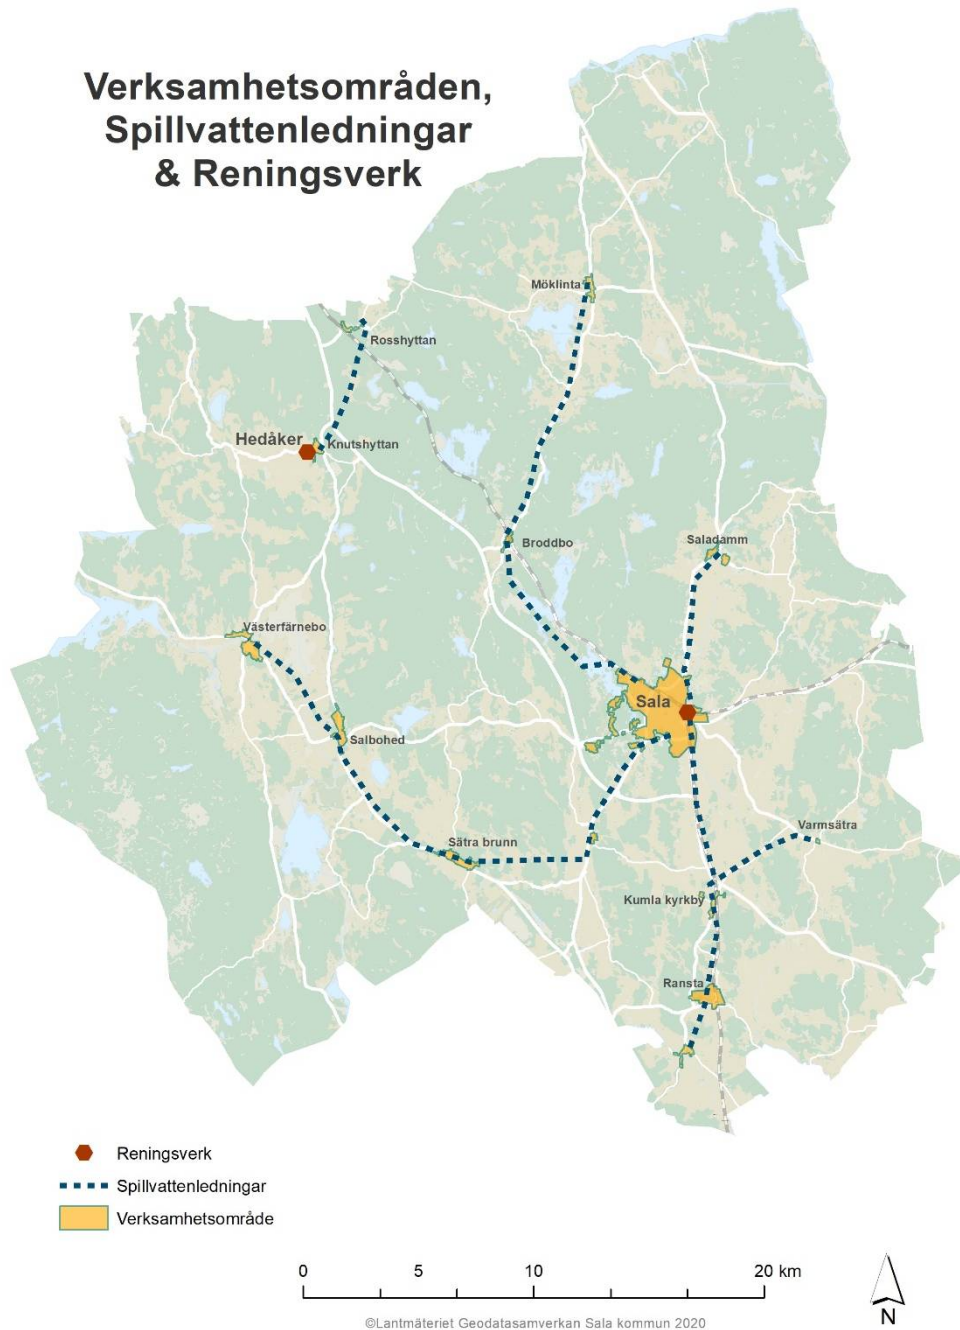 Verksamhetsområden,
Spillvattenledningar
& Reningsverk
Möklinta
Rosshyttan
Hedåker
Knutshyttan
Broddbo
Saladamm
Västerfärnebo
Sala
Salbohed
Varmsätra
Sätra brunn
Kumla kyrkby
Ransta
Reningsverk
Spillvattenledningar
Verksamhetsområde
0 5 10 20 km
N
©Lantmäteriet Geodatasamverkan Sala kommun 2020